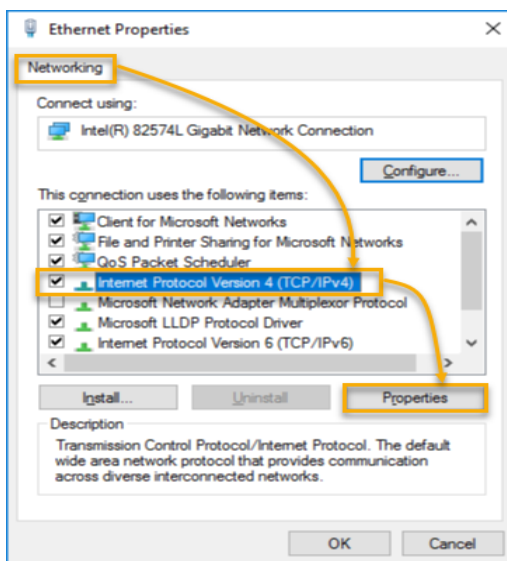 Ethernet Properties
Networking
Connect using:
Intel(R) 82574L Gigabit Network Connection
Configure...
This connection uses the following items:
Client for Microsoft Networks
File and Printer Sharing for Microsoft Networks
QoS Packet Scheduler
Internet Protocol Version 4 (TCP/IPv4)
Microsoft Network Adapter Multiplexor Protocol
Microsoft LLDP Protocol Driver
Internet Protocol Version 6 (TCP/IPv6)
Install... Uninstall Properties
Description
Transmission Control Protocol/Internet Protocol. The default
wide area network protocol that provides communication
across diverse interconnected networks.
OK Cancel